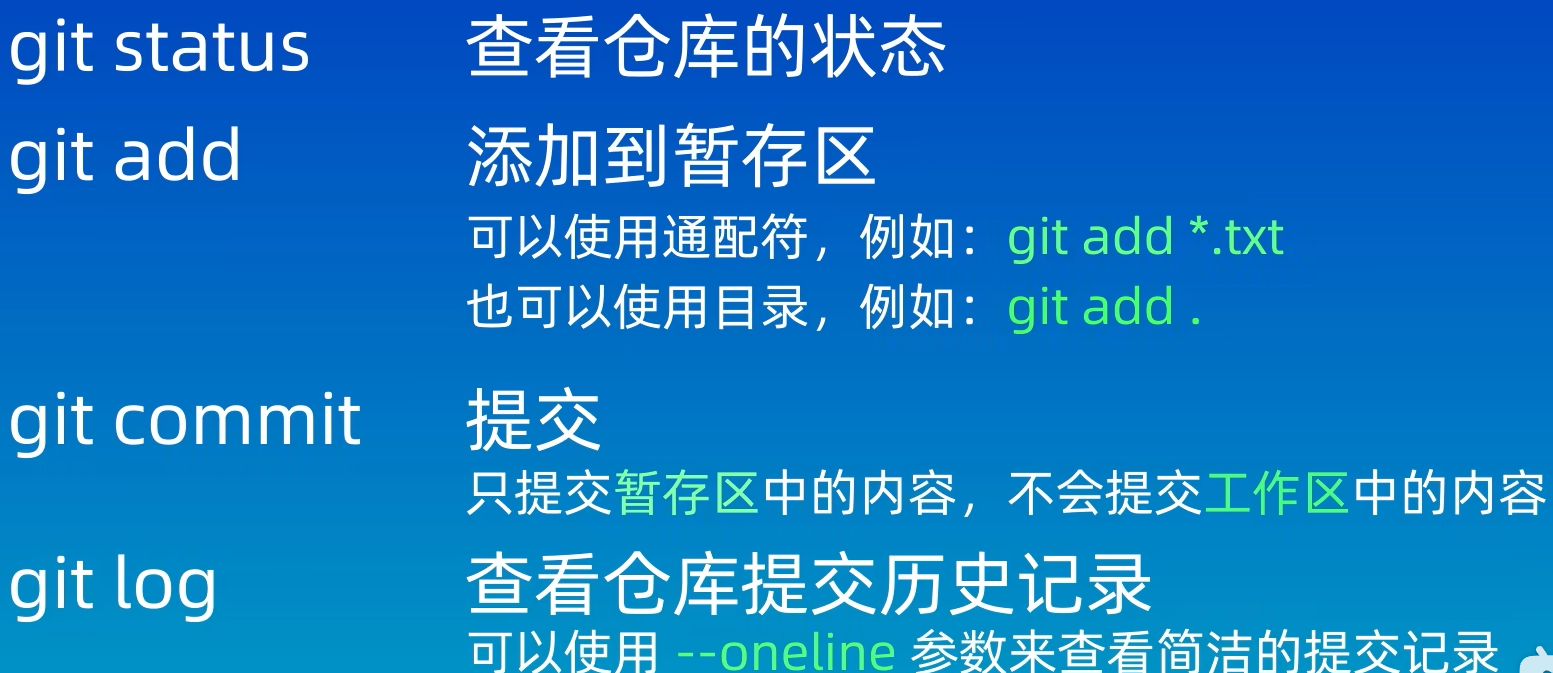 git status 查看仓库的状态
git add 添加到暂存区
可以使用通配符，例如：git add *.txt
也可以使用目录，例如：git add .
git commit 提交
只提交暂存区中的内容，不会提交工作区中的内容
git log 查看仓库提交历史记录
可以使用 --oneline 参数来查看简洁的提交记录